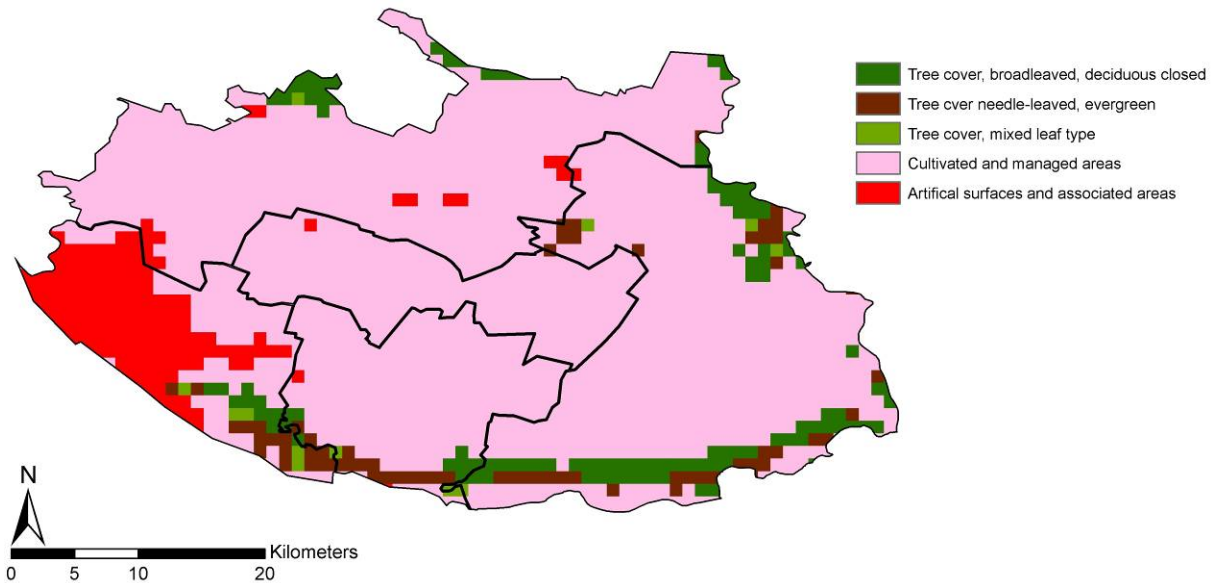 Tree cover, broadleaved, deciduous closed
Tree cver needle-leaved, evergreen
Tree cover, mixed leaf type
Cultivated and managed areas
Artifical surfaces and associated areas
N
Kilometers
0 5 10 20